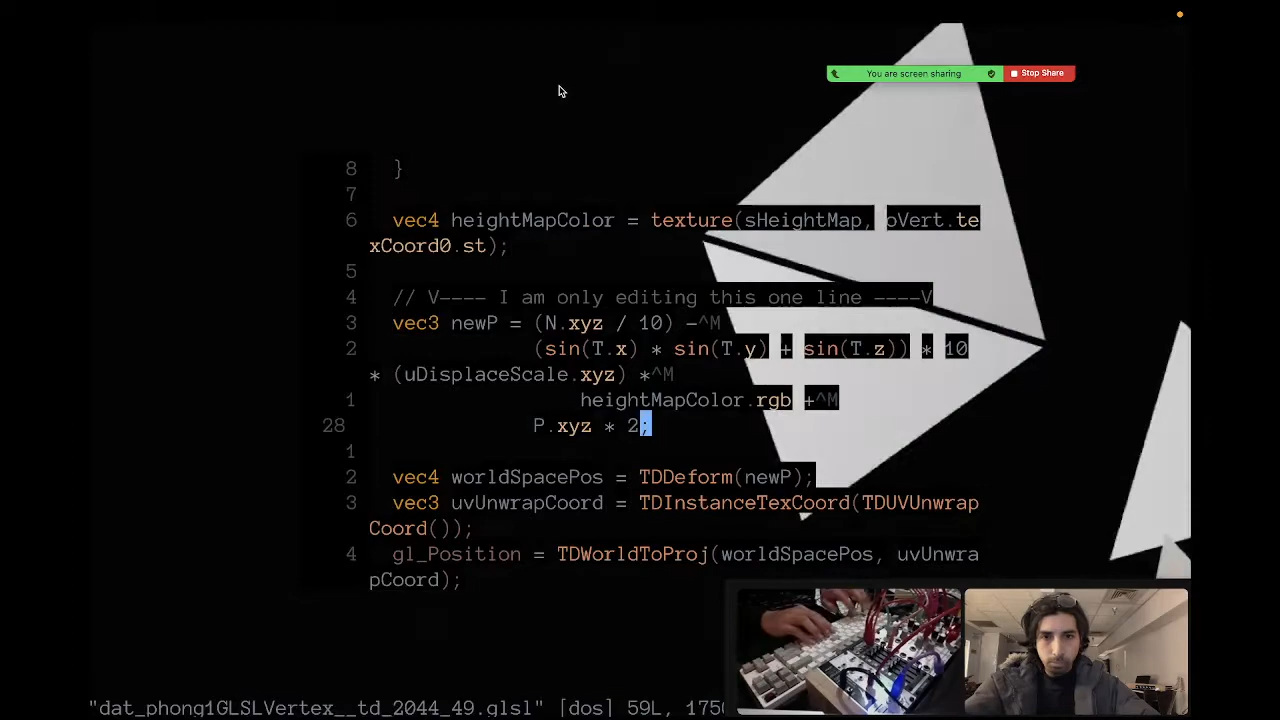 You are screen sharing
Stop Share
8 }
7
6 vec4 heightMapColor = texture(sHeightMap, oVert.te
xCoord0.st);
5
4 // V---- I am only editing this one line ----V
3 vec3 newP = (N.xyz / 10) -^M
2 (sin(T.x) * sin(T.y) + sin(T.z)) * 10
* (uDisplaceScale.xyz) *^M
1 heightMapColor.rgb +^M
28 P.xyz * 2;
1
2 vec4 worldSpacePos = TDDeform(newP);
3 vec3 uvUnwrapCoord = TDInstanceTexCoord(TDUVUnwrap
Coord());
4 gl_Position = TDWorldToProj(worldSpacePos, uvUnwra
pCoord);
"dat_phong1GLSLVertex__td_2044_49.glsl" [dos] 59L, 175